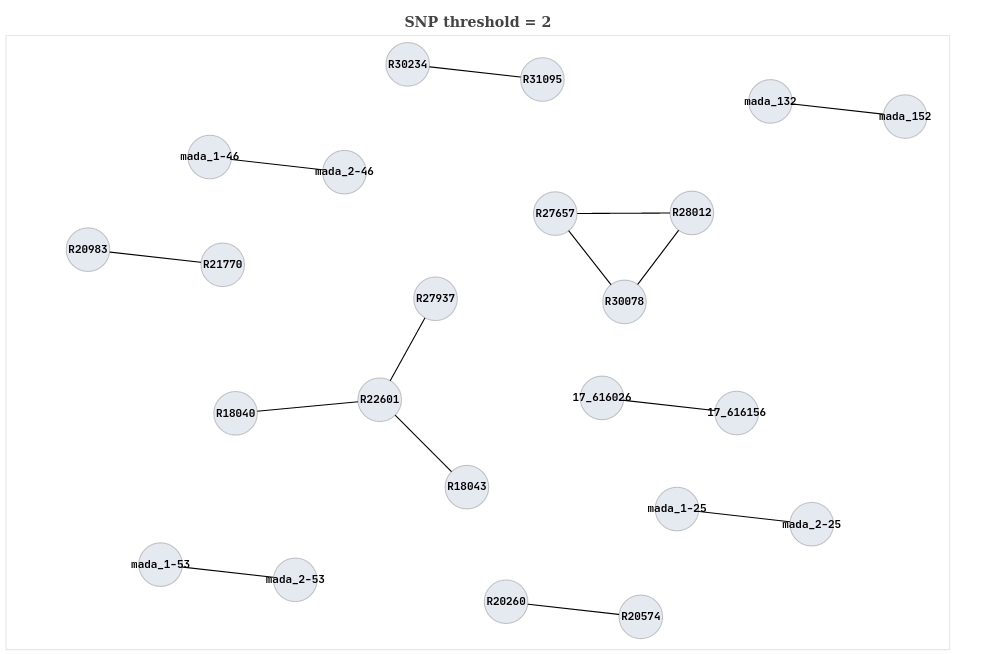 SNP threshold = 2
R30234
R31095
mada_132
mada_152
mada_1-46
mada_2-46
R27657
R28012
R20983
R21770
R27937
R30078
R22601
R18040
17_616026
17_616156
R18043
mada_1-25
mada_2-25
mada_1-53
mada_2-53
R20260
R20574